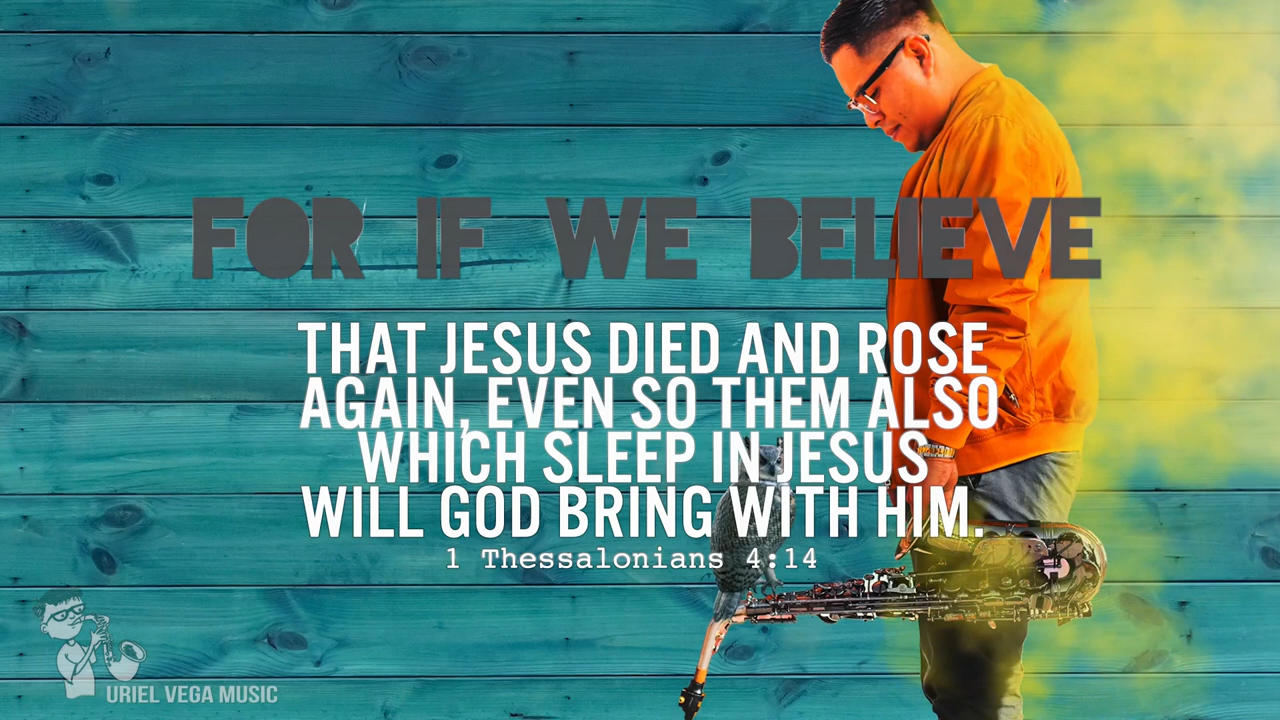 FOR IF WE BELIEVE
THAT JESUS DIED AND ROSE
AGAIN, EVEN SO THEM ALSO
WHICH SLEEP IN JESUS
WILL GOD BRING WITH HIM.
1 Thessalonians 4:14
URIEL VEGA MUSIC